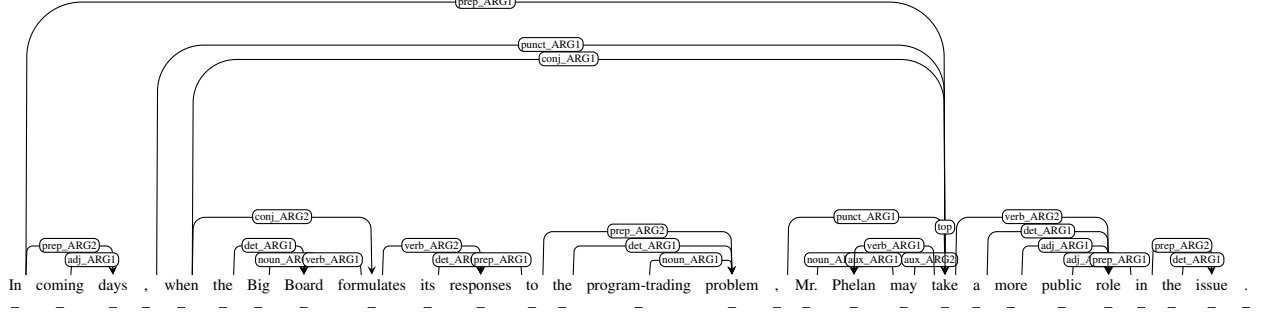 prep_ARG1
punct_ARG1
conj_ARG1
conj_ARG2 punct_ARG1 verb_ARG2
top
prep_ARG2 det_ARG1
prep_ARG2 det_ARG1 verb_ARG2 det_ARG1 verb_ARG1 adj_ARG1 prep_ARG2
adj_ARG1 verb_ARG1 prep_ARG1 noun_ARG1 aux_ARG1 aux_ARG2 prep_ARG1 det_ARG1
In coming days , when the Big Board formulates its responses to the program-trading problem , Mr. Phelan may take a more public role in the issue .
_ _ _ _ _ _ _ _ _ _ _ _ _ _ _ _ _ _ _ _ _ _ _ _ _ _ _ _